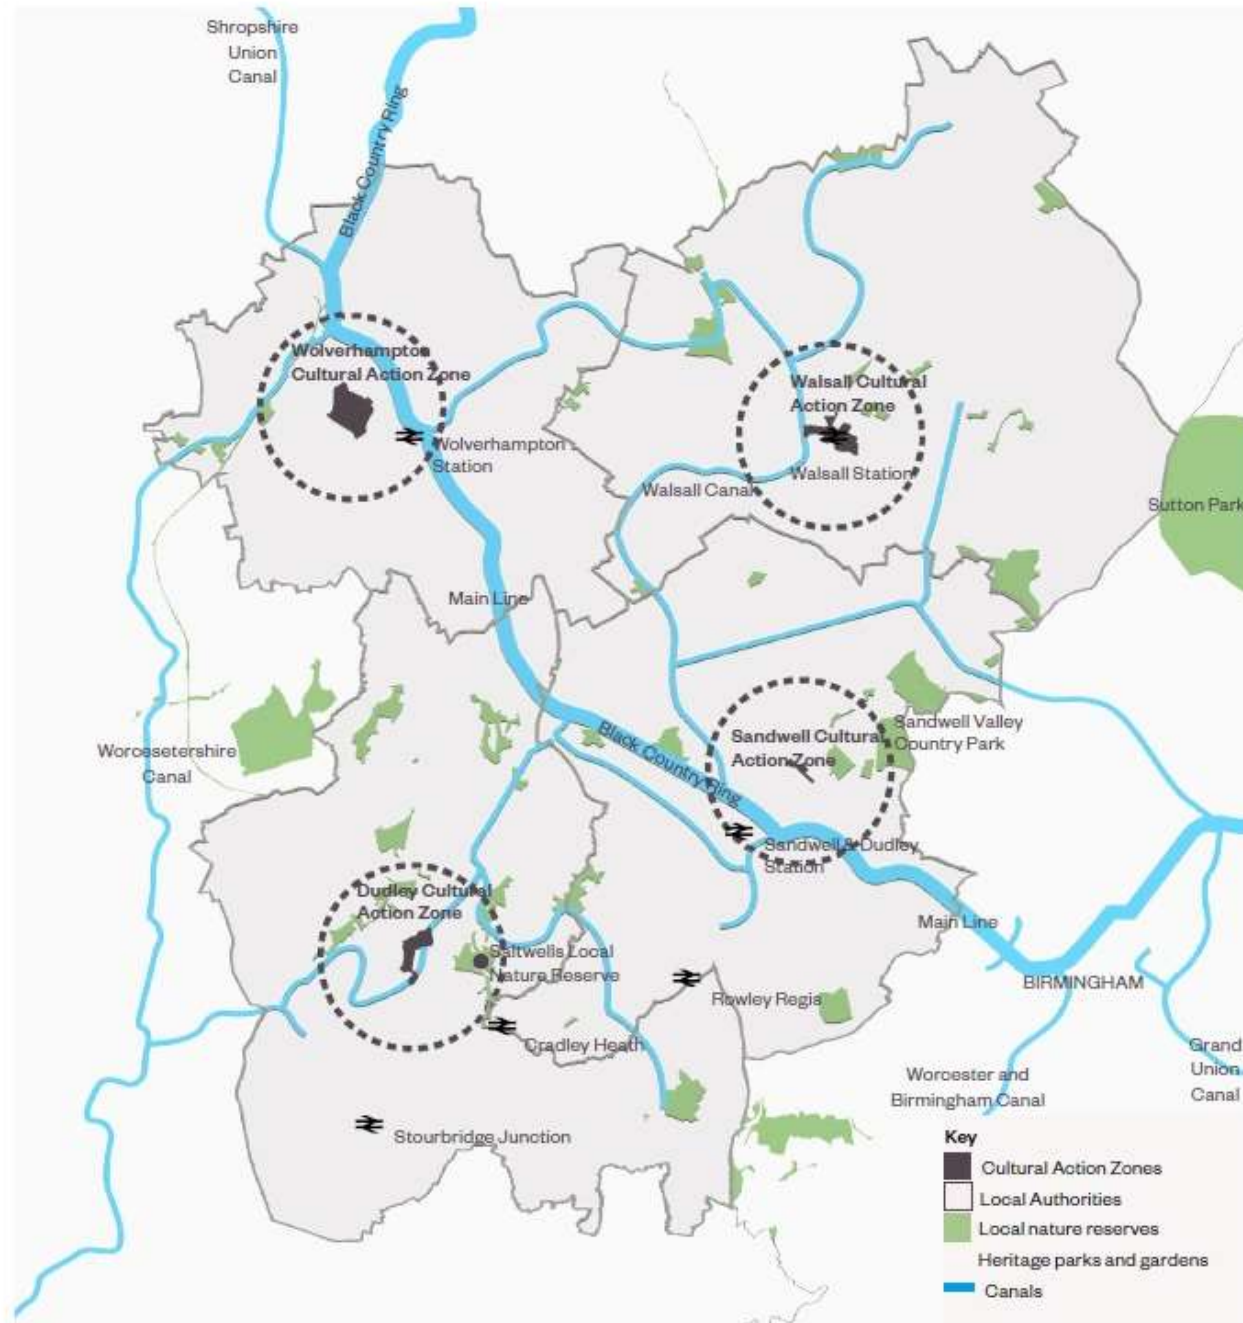 Shropshire
Union
Canal
Black Country Ring
Wolverhampton
Cultural Action Zone
Walsall Cultural
Action Zone
Wolverhampton
Station
Walsall Canal
Walsall Station
Sutton Park
Main Line
Worcesetershire
Canal
Black Country Ring
Sandwell Cultural
Action Zone
Sandwell Valley
Country Park
Sandwell & Dudley
Station
Dudley Cultural
Action Zone
Main Line
Saltwells Local
Nature Reserve
BIRMINGHAM
Rowley Regis
Cradley Heath
Grand
Union
Canal
Worcester and
Birmingham Canal
Stourbridge Junction
Key
Cultural Action Zones
Local Authorities
Local nature reserves
Heritage parks and gardens
Canals